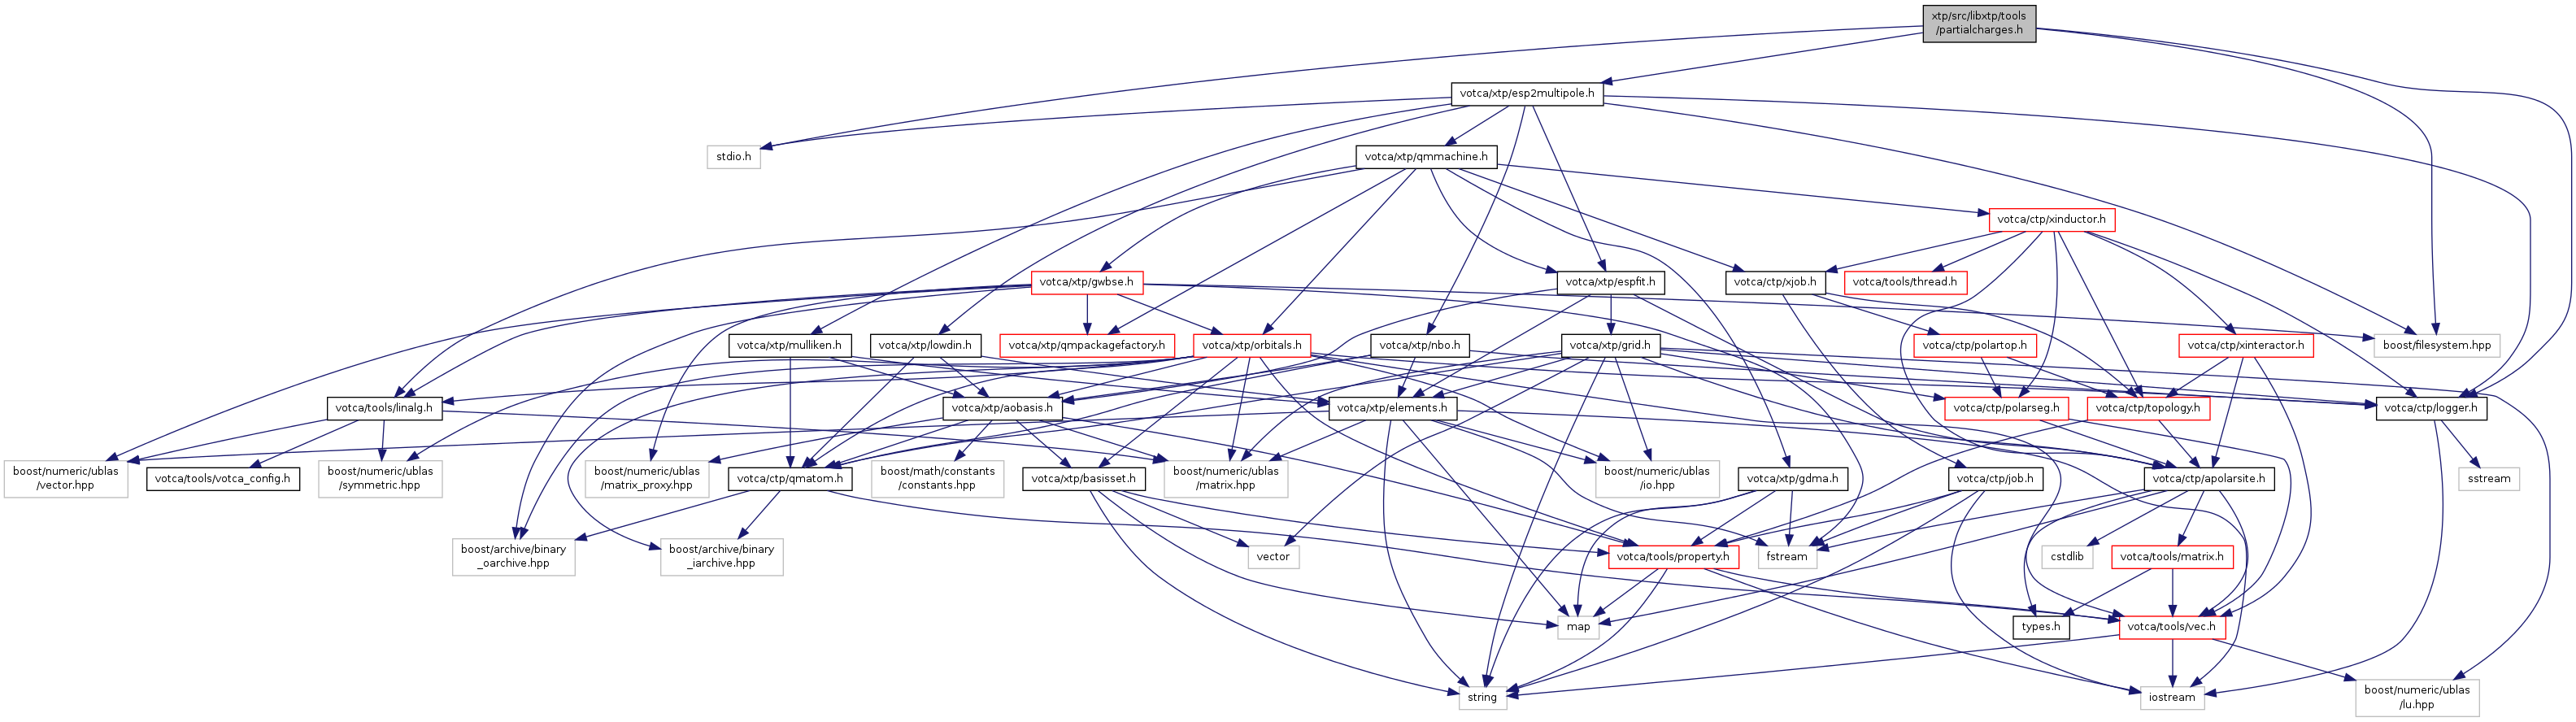 xtp/src/libxtp/tools
/partialcharges.h
votca/xtp/esp2multipole.h
stdio.h
votca/xtp/qmmachine.h
votca/ctp/xinductor.h
votca/xtp/gwbse.h
votca/xtp/espfit.h
votca/ctp/xjob.h
votca/tools/thread.h
votca/xtp/mulliken.h
votca/xtp/lowdin.h
votca/xtp/qmpackagefactory.h
votca/xtp/orbitals.h
votca/xtp/nbo.h
votca/xtp/grid.h
votca/ctp/polartop.h
votca/ctp/xinteractor.h
boost/filesystem.hpp
votca/tools/linalg.h
votca/xtp/aobasis.h
votca/xtp/elements.h
votca/ctp/polarseg.h
votca/ctp/topology.h
votca/ctp/logger.h
boost/numeric/ublas
/vector.hpp
votca/tools/votca_config.h
boost/numeric/ublas
/symmetric.hpp
boost/numeric/ublas
/matrix_proxy.hpp
votca/ctp/qmatom.h
boost/math/constants
/constants.hpp
votca/xtp/basisset.h
boost/numeric/ublas
/matrix.hpp
boost/numeric/ublas
/io.hpp
votca/xtp/gdma.h
votca/ctp/job.h
votca/ctp/apolarsite.h
sstream
boost/archive/binary
_oarchive.hpp
boost/archive/binary
_iarchive.hpp
vector
votca/tools/property.h
fstream
cstdlib
votca/tools/matrix.h
map
types.h
votca/tools/vec.h
string
iostream
boost/numeric/ublas
/lu.hpp